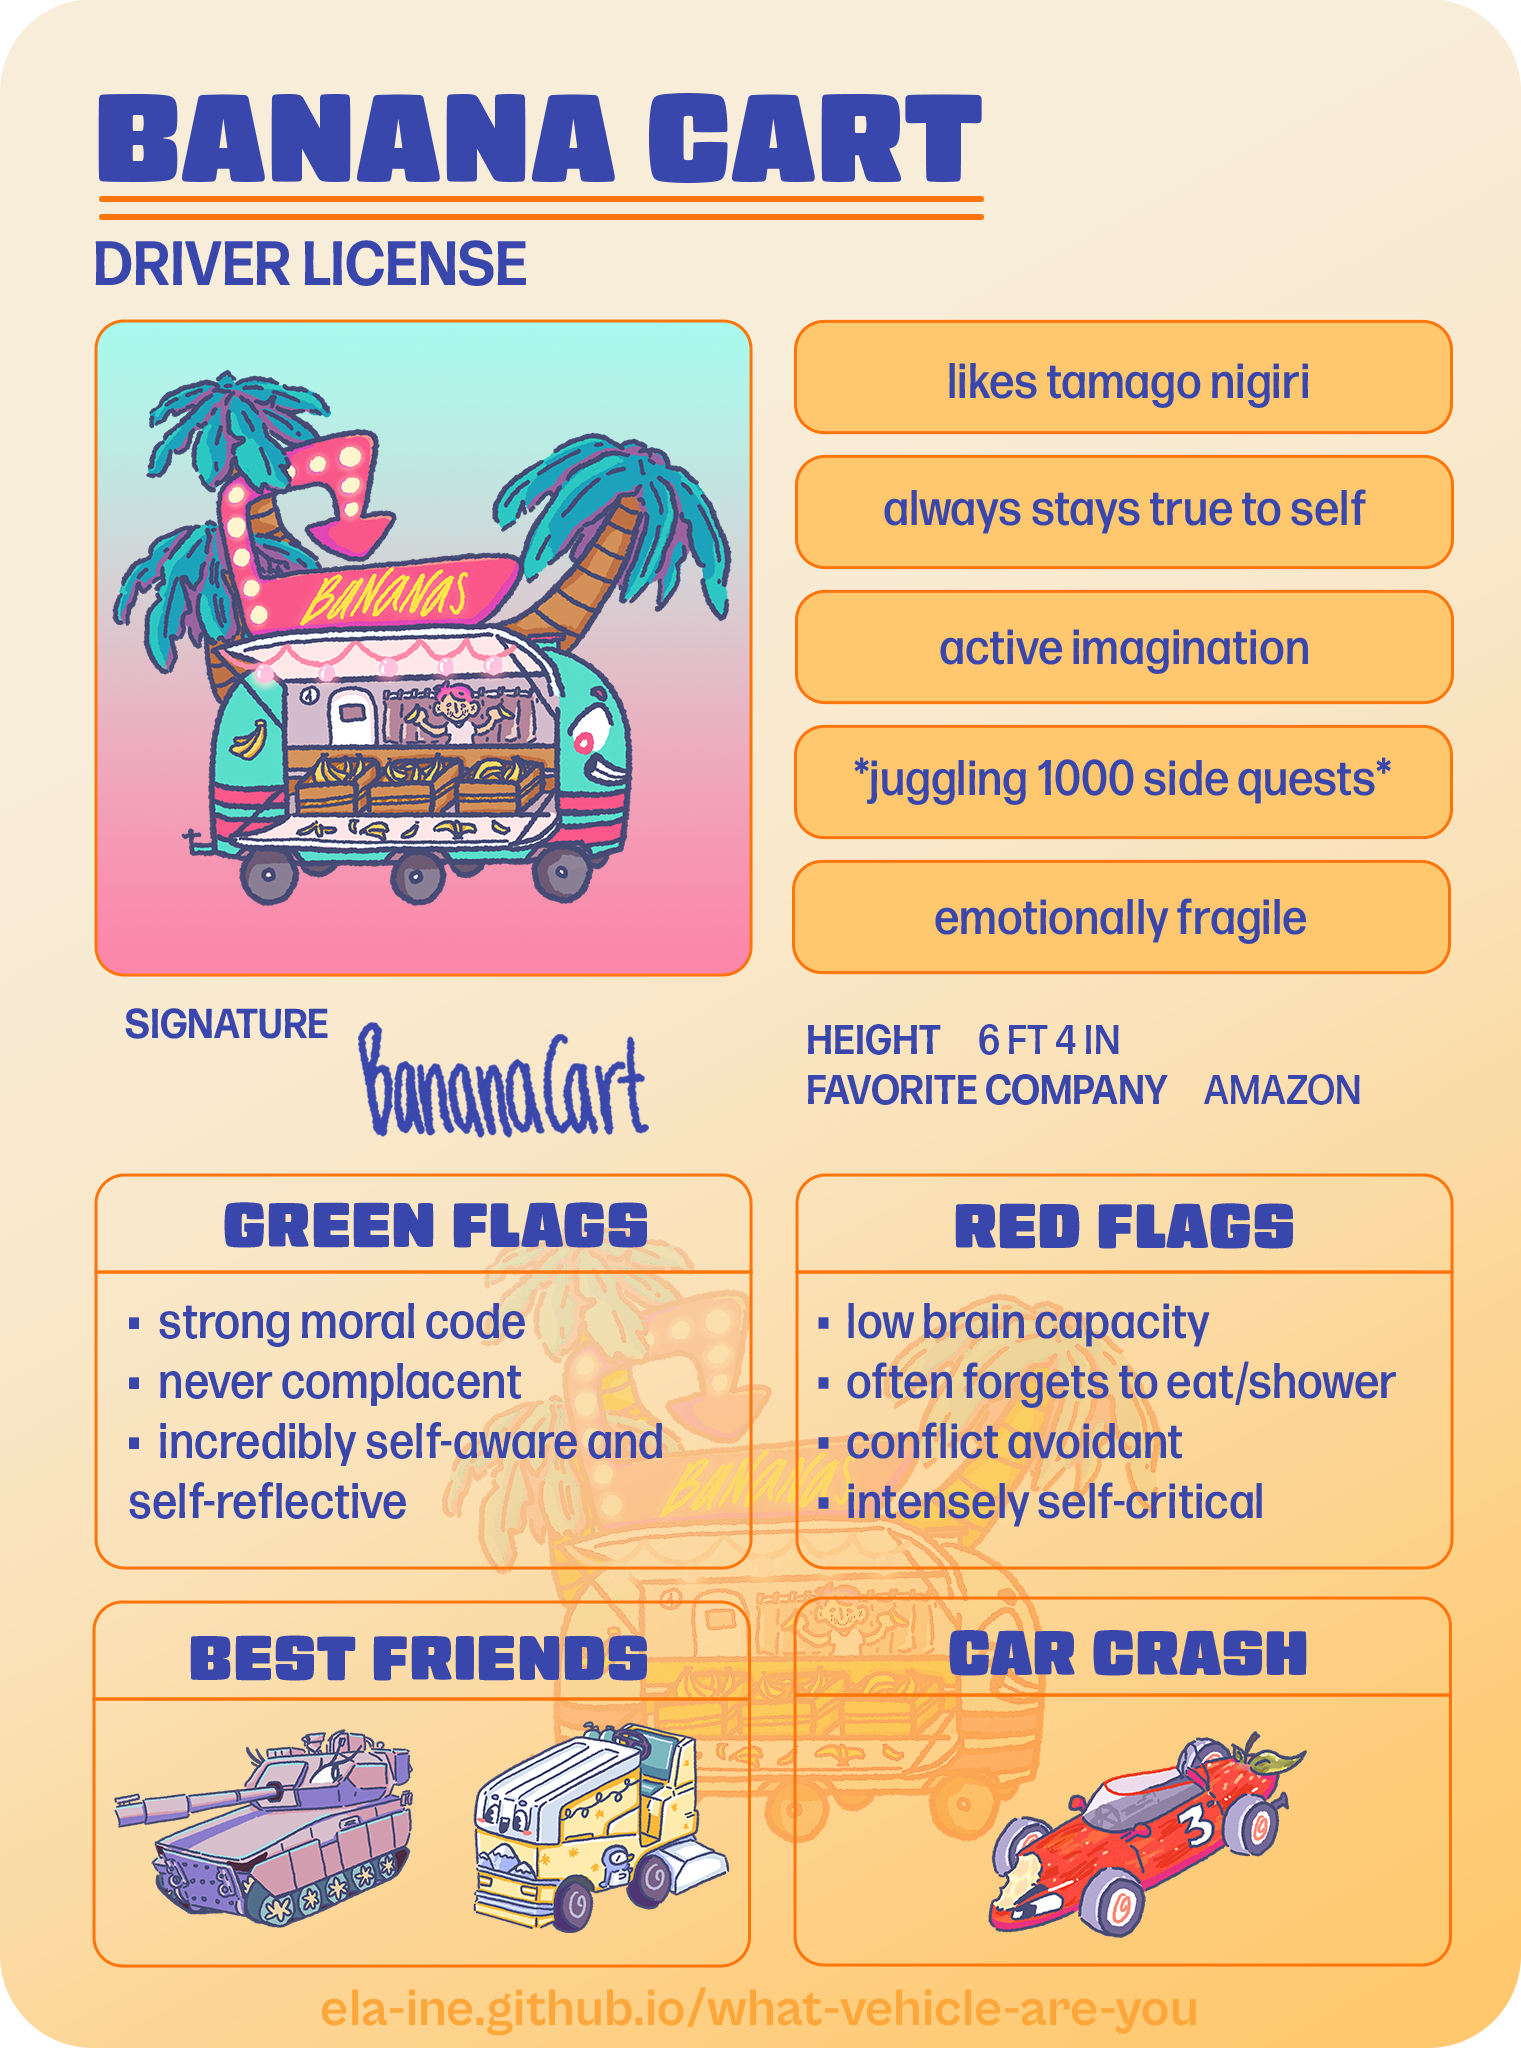 BANANA CART
DRIVER LICENSE
BANANAS
likes tamago nigiri
always stays true to self
active imagination
*juggling 1000 side quests*
emotionally fragile
SIGNATURE
BananaCart
HEIGHT 6 FT 4 IN
FAVORITE COMPANY AMAZON
GREEN FLAGS
▪ strong moral code
▪ never complacent
▪ incredibly self-aware and
self-reflective
RED FLAGS
▪ low brain capacity
▪ often forgets to eat/shower
▪ conflict avoidant
▪ intensely self-critical
BANANAS
BEST FRIENDS
CAR CRASH
3
ela-ine.github.io/what-vehicle-are-you